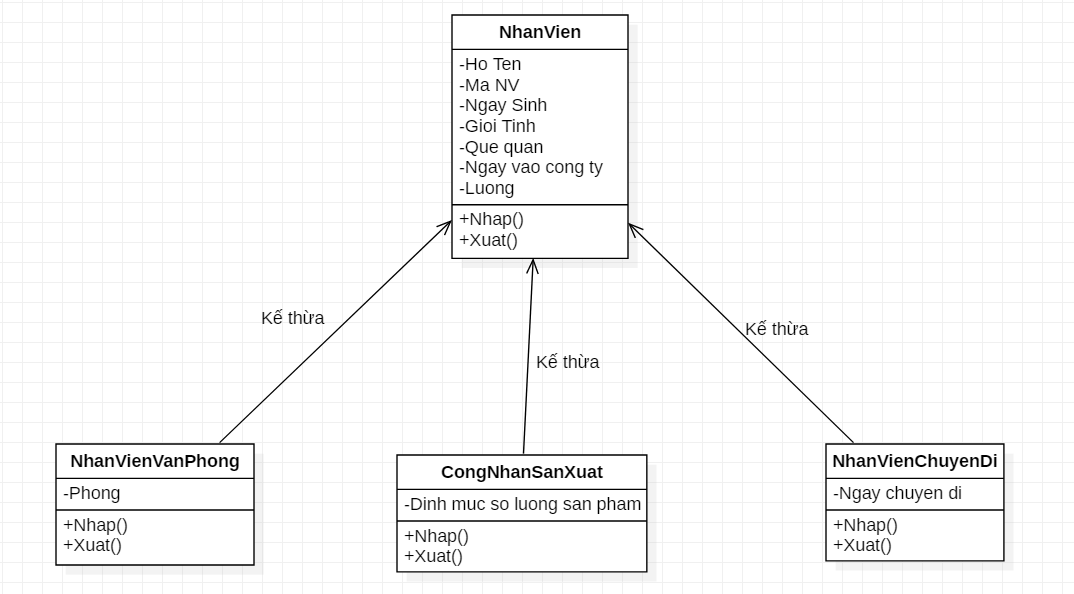 NhanVien
-Ho Ten
-Ma NV
-Ngay Sinh
-Gioi Tinh
-Que quan
-Ngay vao cong ty
-Luong
+Nhap()
+Xuat()
Kế thừa
Kế thừa
Kế thừa
NhanVienVanPhong
-Phong
+Nhap()
+Xuat()
CongNhanSanXuat
-Dinh muc so luong san pham
+Nhap()
+Xuat()
NhanVienChuyenDi
-Ngay chuyen di
+Nhap()
+Xuat()